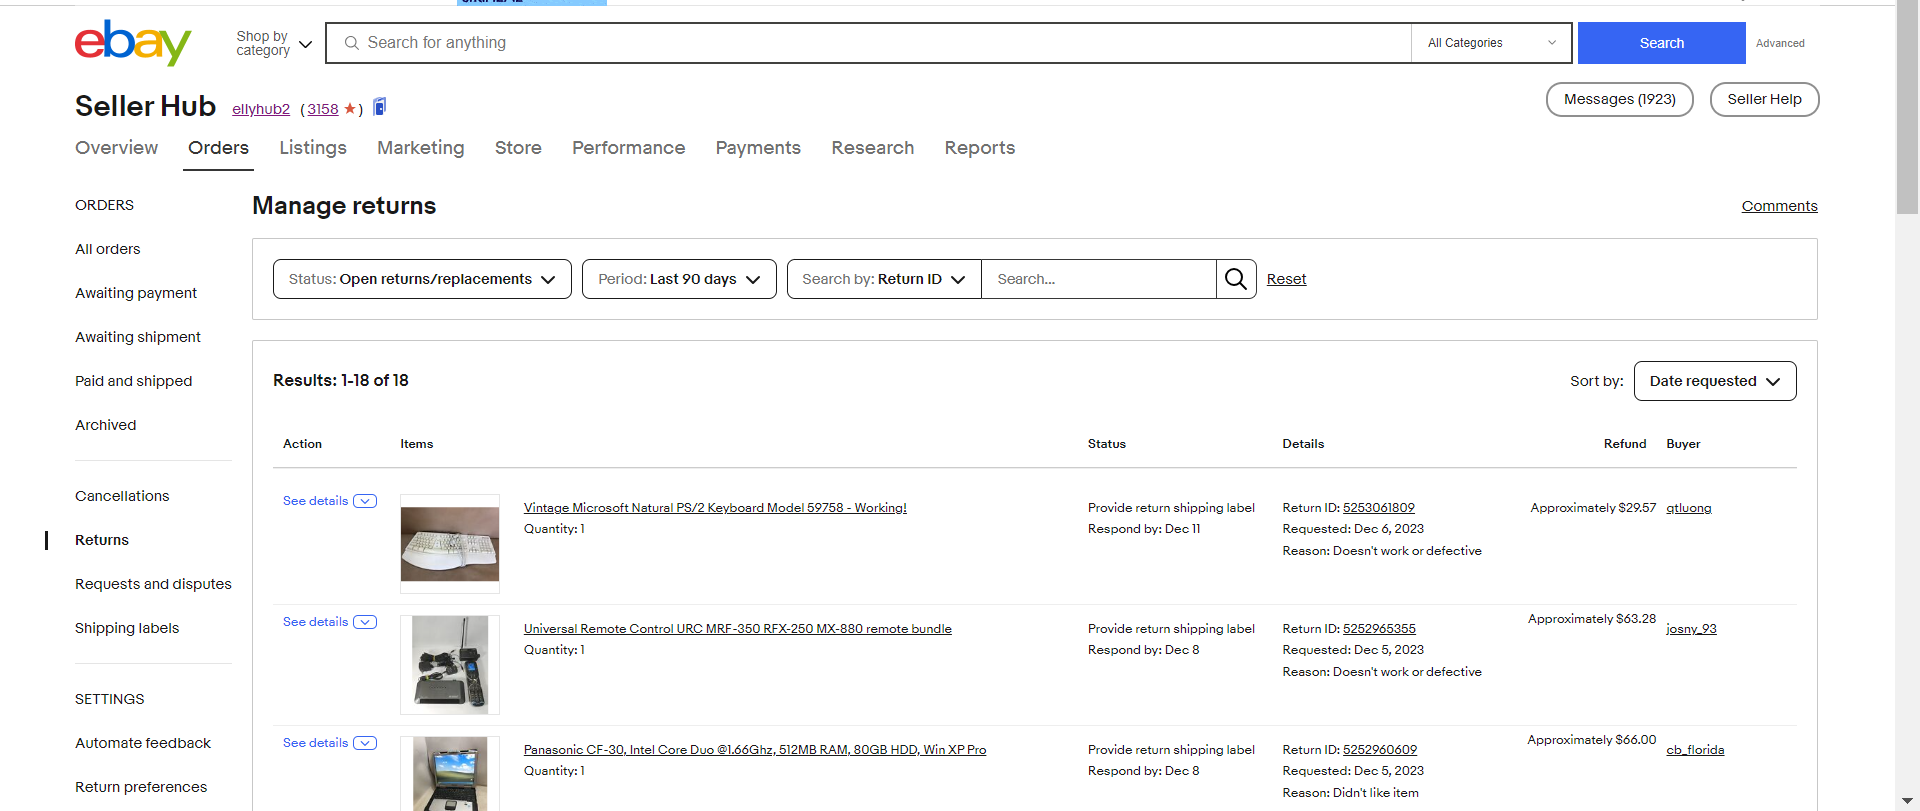 ebay
Shop by
category
Search for anything
All Categories
Search
Advanced
Seller Hub
ellyhub2 (3158 ★)
Messages (1923)
Seller Help
Overview
Orders
Listings
Marketing
Store
Performance
Payments
Research
Reports
ORDERS
All orders
Awaiting payment
Awaiting shipment
Paid and shipped
Archived
Cancellations
Returns
Requests and disputes
Shipping labels
SETTINGS
Automate feedback
Return preferences
Manage returns
Comments
Status: Open returns/replacements
Period: Last 90 days
Search by: Return ID
Search...
Reset
Results: 1-18 of 18
Sort by: Date requested
Action
Items
Status
Details
Refund
Buyer
See details
Vintage Microsoft Natural PS/2 Keyboard Model 59758 - Working!
Quantity: 1
Provide return shipping label
Respond by: Dec 11
Return ID: 5253061809
Requested: Dec 6, 2023
Reason: Doesn't work or defective
Approximately $29.57
qtluong
See details
Universal Remote Control URC MRF-350 RFX-250 MX-880 remote bundle
Quantity: 1
Provide return shipping label
Respond by: Dec 8
Return ID: 5252965355
Requested: Dec 5, 2023
Reason: Doesn't work or defective
Approximately $63.28
josny_93
See details
Panasonic CF-30, Intel Core Duo @1.66Ghz, 512MB RAM, 80GB HDD, Win XP Pro
Quantity: 1
Provide return shipping label
Respond by: Dec 8
Return ID: 5252960609
Requested: Dec 5, 2023
Reason: Didn't like item
Approximately $66.00
cb_florida